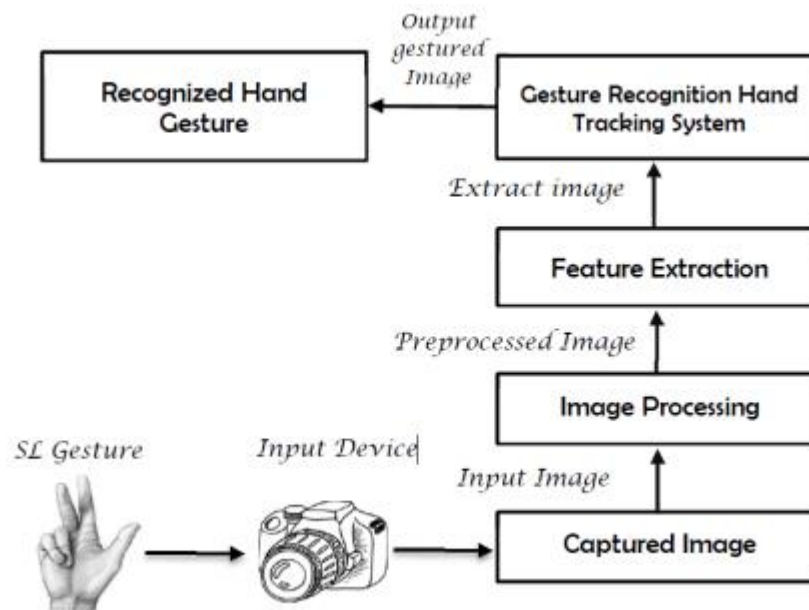 Output
gestured
Image
Recognized Hand
Gesture
Gesture Recognition Hand
Tracking System
Extract image
Feature Extraction
Preprocessed Image
Image Processing
SL Gesture
Input Device
Input Image
Captured Image